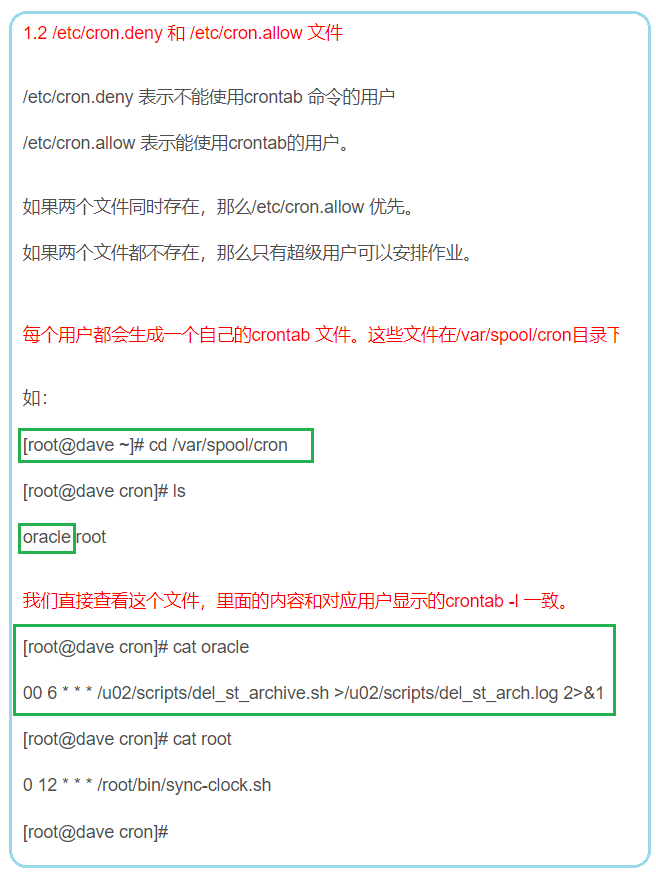 1.2 /etc/cron.deny 和 /etc/cron.allow 文件
/etc/cron.deny 表示不能使用crontab 命令的用户
/etc/cron.allow 表示能使用crontab的用户。
如果两个文件同时存在，那么/etc/cron.allow 优先。
如果两个文件都不存在，那么只有超级用户可以安排作业。
每个用户都会生成一个自己的crontab 文件。这些文件在/var/spool/cron目录下
如：
[root@dave ~]# cd /var/spool/cron
[root@dave cron]# ls
oracle root
我们直接查看这个文件，里面的内容和对应用户显示的crontab -l 一致。
[root@dave cron]# cat oracle
00 6 * * * /u02/scripts/del_st_archive.sh >/u02/scripts/del_st_arch.log 2>&1
[root@dave cron]# cat root
0 12 * * * /root/bin/sync-clock.sh
[root@dave cron]#